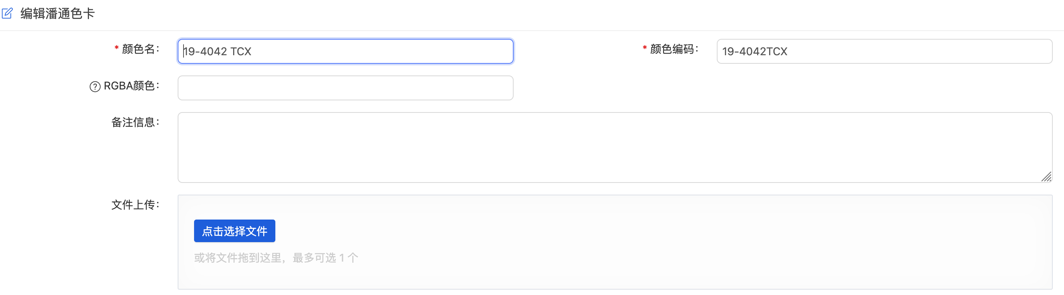 编辑潘通色卡
* 颜色名： 19-4042 TCX
* 颜色编码： 19-4042TCX
? RGBA颜色：
备注信息：
文件上传：
点击选择文件
或将文件拖到这里，最多可选 1 个